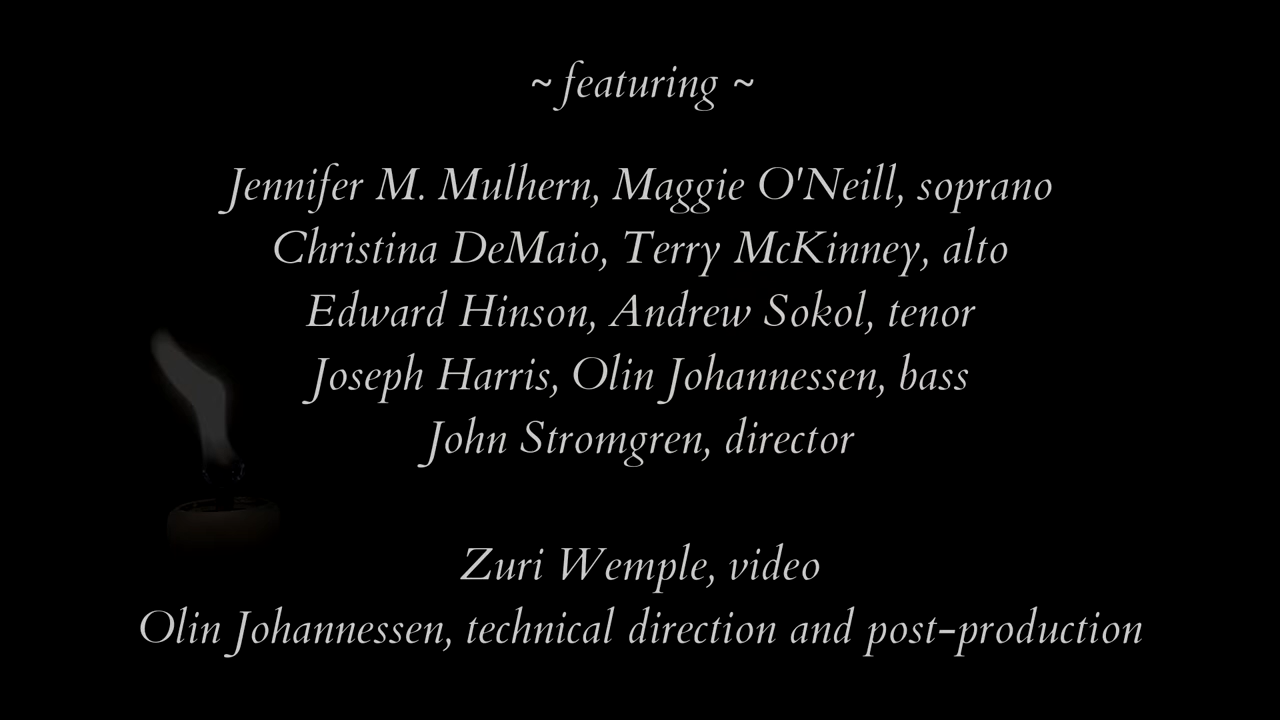 ~ featuring ~
Jennifer M. Mulhern, Maggie O'Neill, soprano
Christina DeMaio, Terry McKinney, alto
Edward Hinson, Andrew Sokol, tenor
Joseph Harris, Olin Johannessen, bass
John Stromgren, director
Zuri Wemple, video
Olin Johannessen, technical direction and post-production